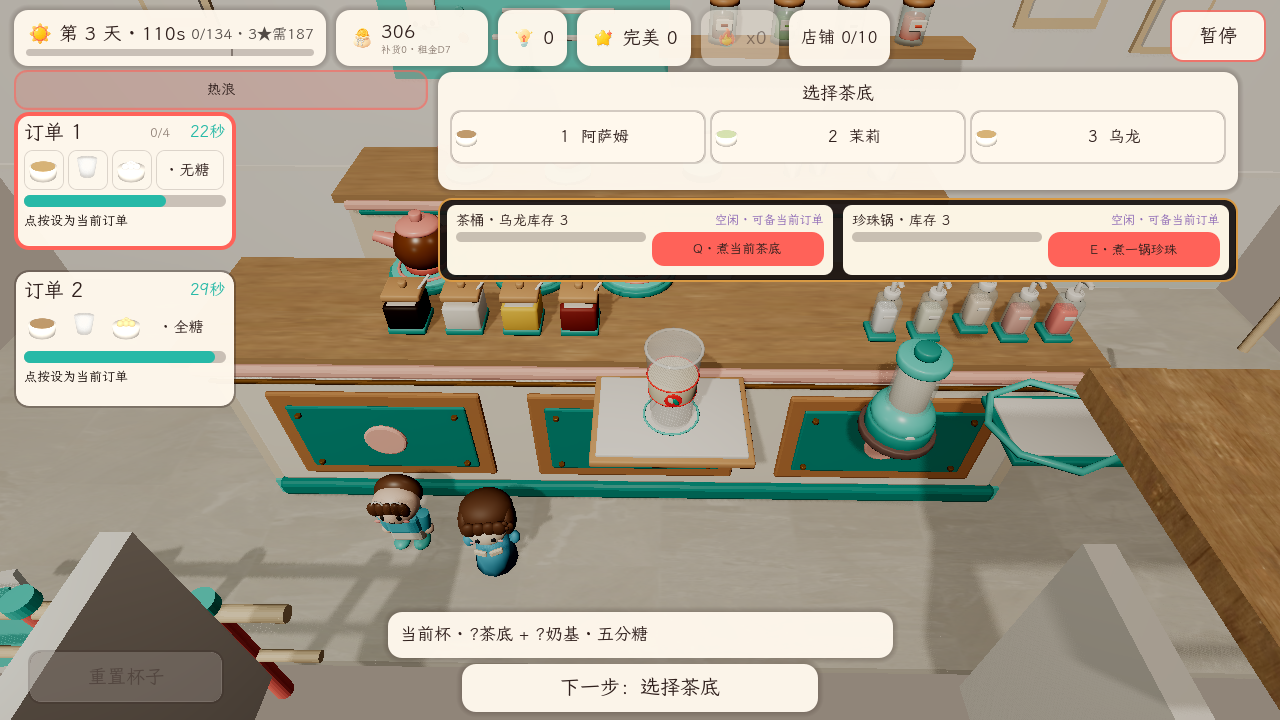 第 3 天・110s 0/134・3★需187
306
补货0・租金D7
0
完美 0
x0
店铺 0/10
暂停
热浪
选择茶底
1 阿萨姆
2 茉莉
3 乌龙
订单 1 0/4 22秒
・无糖
点按设为当前订单
茶桶・乌龙库存 3 空闲・可备当前订单
Q・煮当前茶底
珍珠锅・库存 3 空闲・可备当前订单
E・煮一锅珍珠
订单 2 29秒
・全糖
点按设为当前订单
当前杯・?茶底 + ?奶基・五分糖
重置杯子
下一步: 选择茶底